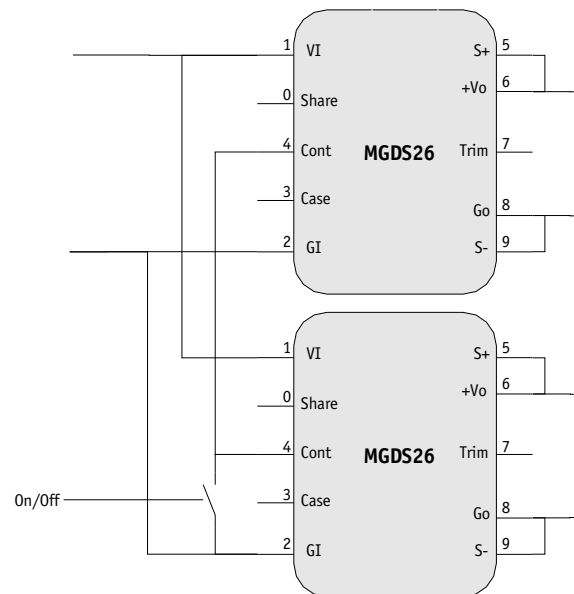 1 VI S+ 5
+Vo 6
0 Share
4 Cont MGDS26 Trim 7
3 Case
Go 8
2 GI S- 9
1 VI S+ 5
+Vo 6
0 Share
4 Cont MGDS26 Trim 7
On/Off 3 Case
Go 8
2 GI S- 9